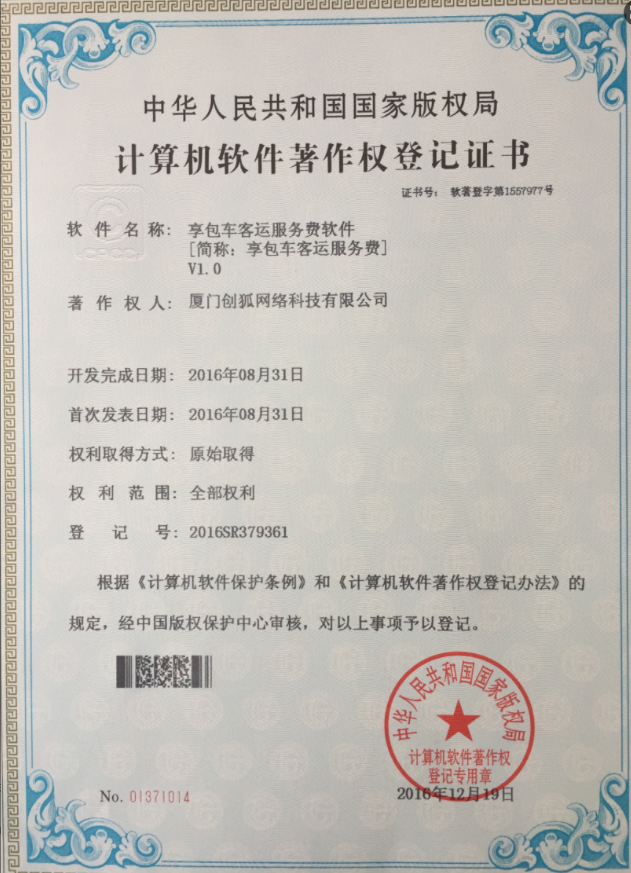 中华人民共和国国家版权局
计算机软件著作权登记证书
证书号： 软著登字第1557977号
软件名称： 享包车客运服务费软件
[简称：享包车客运服务费]
V1.0
著作权人： 厦门创狐网络科技有限公司
开发完成日期： 2016年08月31日
首次发表日期： 2016年08月31日
权利取得方式： 原始取得
权利范围： 全部权利
登记号： 2016SR379361
根据《计算机软件保护条例》和《计算机软件著作权登记办法》的
规定，经中国版权保护中心审核，对以上事项予以登记。
中华人民共和国国家版权局
计算机软件著作权
登记专用章
No. 01371014
2016年12月19日